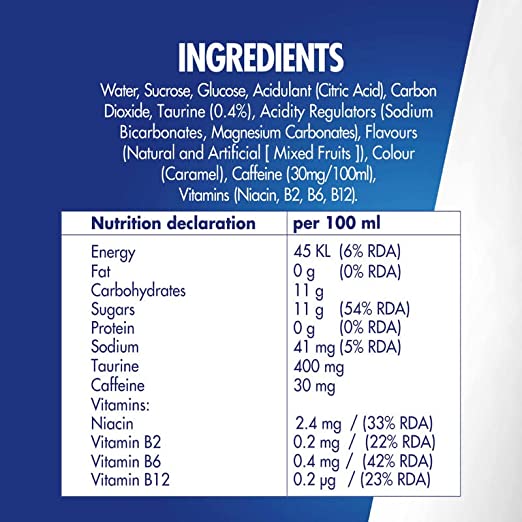 INGREDIENTS
Water, Sucrose, Glucose, Acidulant (Citric Acid), Carbon
Dioxide, Taurine (0.4%), Acidity Regulators (Sodium
Bicarbonates, Magnesium Carbonates), Flavours
(Natural and Artificial [ Mixed Fruits ]), Colour
(Caramel), Caffeine (30mg/100ml),
Vitamins (Niacin, B2, B6, B12).
Nutrition declaration per 100 ml
Energy 45 KL (6% RDA)
Fat 0 g (0% RDA)
Carbohydrates 11 g
Sugars 11 g (54% RDA)
Protein 0 g (0% RDA)
Sodium 41 mg (5% RDA)
Taurine 400 mg
Caffeine 30 mg
Vitamins:
Niacin 2.4 mg / (33% RDA)
Vitamin B2 0.2 mg / (22% RDA)
Vitamin B6 0.4 mg / (42% RDA)
Vitamin B12 0.2 µg / (23% RDA)